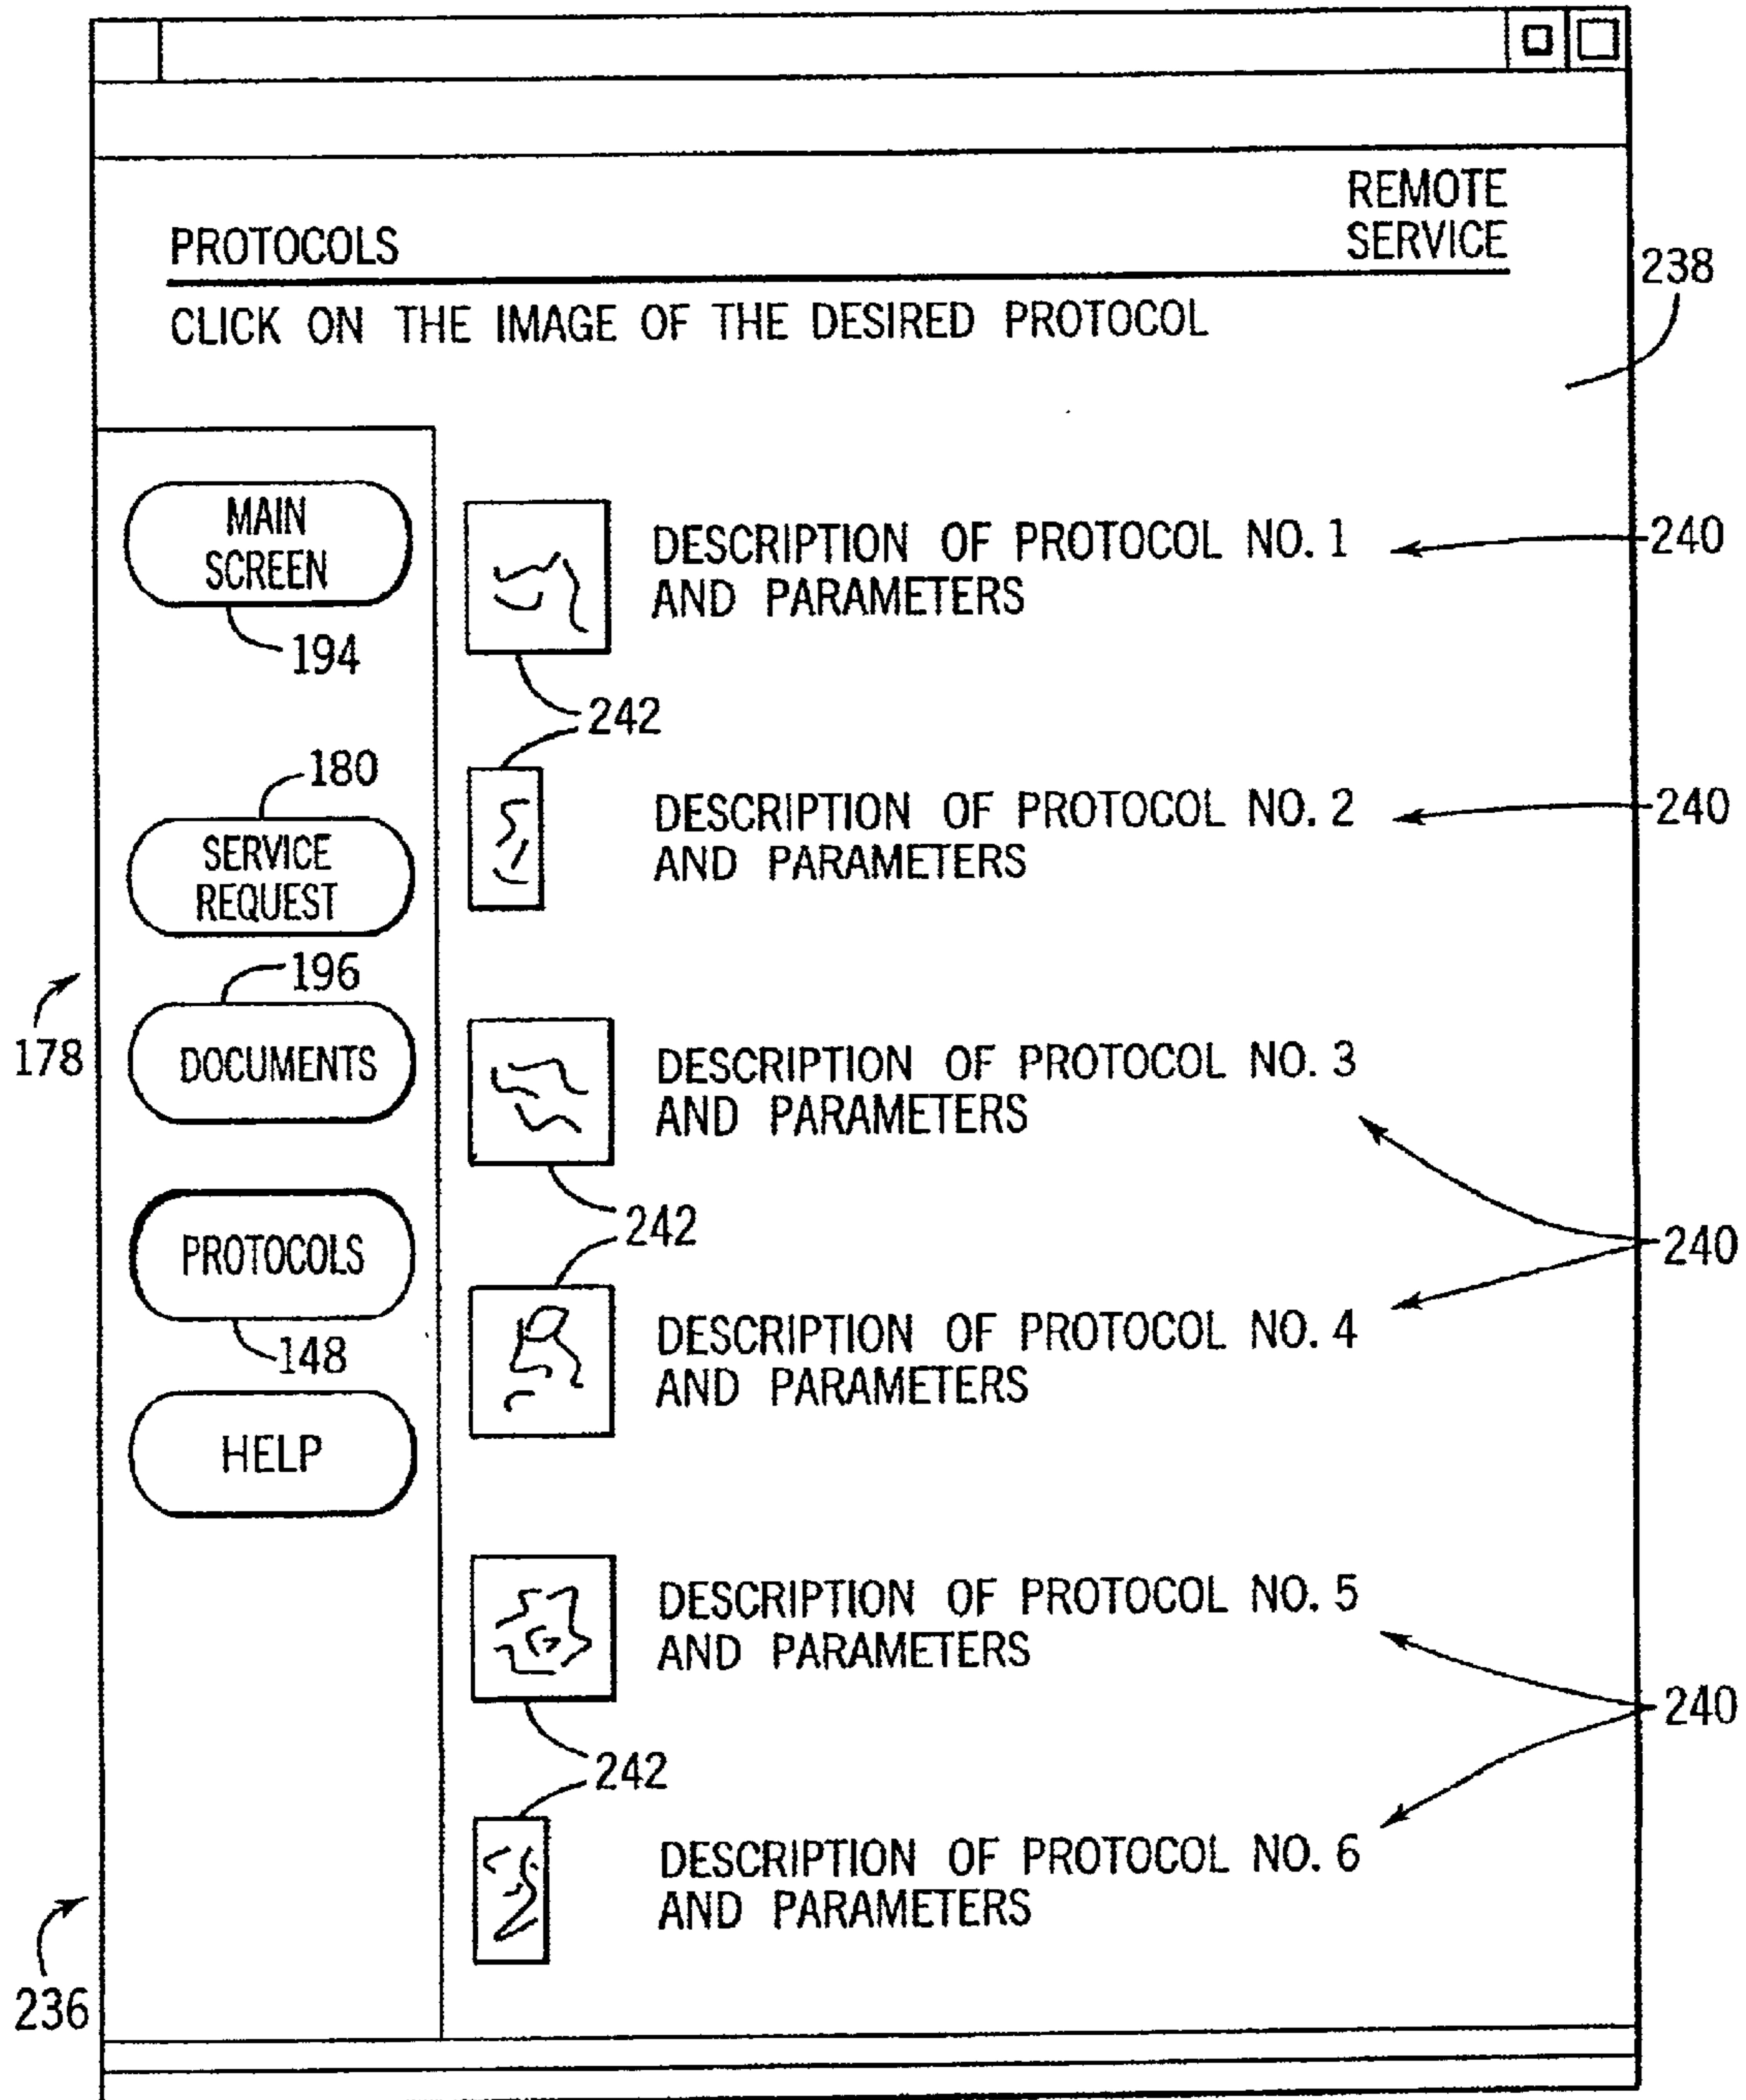 REMOTE
SERVICE
PROTOCOLS
238
CLICK ON THE IMAGE OF THE DESIRED PROTOCOL
MAIN
SCREEN
194
DESCRIPTION OF PROTOCOL NO. 1
AND PARAMETERS
240
242
180
SERVICE
REQUEST
DESCRIPTION OF PROTOCOL NO. 2
AND PARAMETERS
240
196
178
DOCUMENTS
DESCRIPTION OF PROTOCOL NO. 3
AND PARAMETERS
242
240
PROTOCOLS
148
DESCRIPTION OF PROTOCOL NO. 4
AND PARAMETERS
HELP
DESCRIPTION OF PROTOCOL NO. 5
AND PARAMETERS
240
242
DESCRIPTION OF PROTOCOL NO. 6
AND PARAMETERS
236